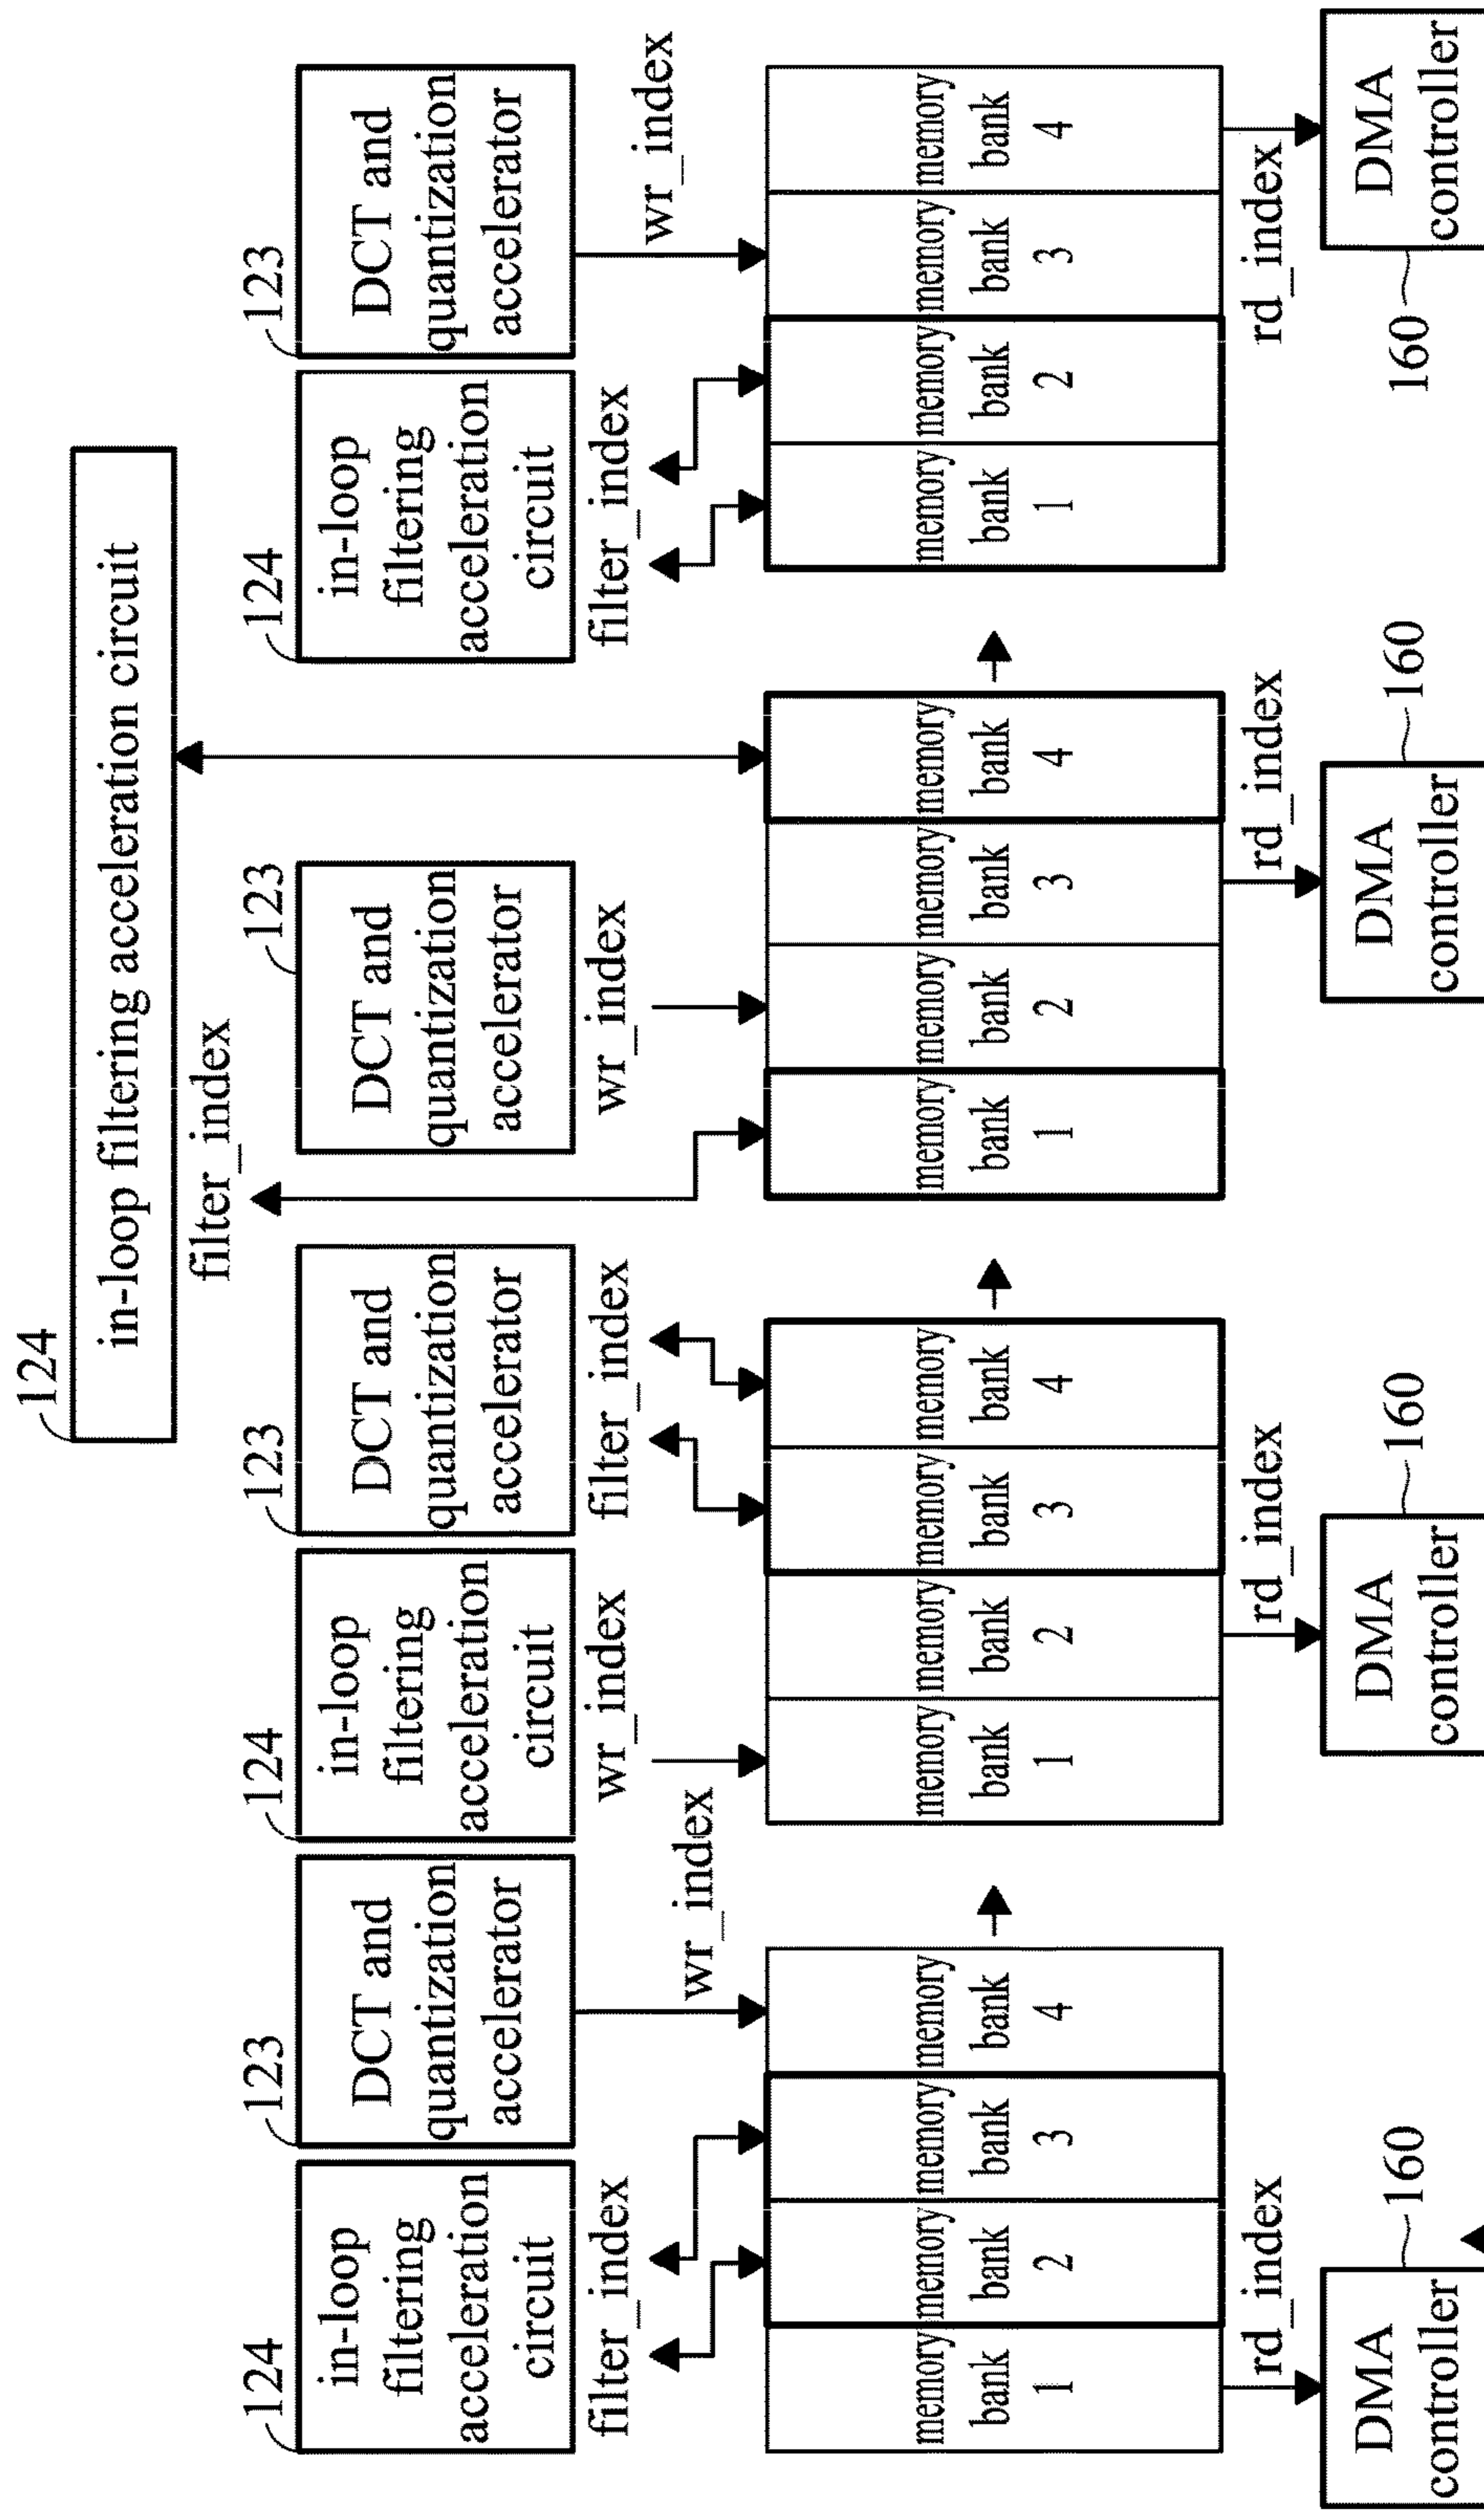 124
in-loop filtering acceleration circuit
filter_index
124
in-loop
filtering
acceleration
circuit
filter_index
123
DCT and
quantization
accelerator
wr_index
memory
bank
1
memory
bank
2
memory
bank
3
memory
bank
4
rd_index
DMA
controller
160
124
in-loop
filtering
acceleration
circuit
wr_index
123
DCT and
quantization
accelerator
filter_index
memory
bank
1
memory
bank
2
memory
bank
3
memory
bank
4
rd_index
DMA
controller
160
123
DCT and
quantization
accelerator
wr_index
memory
bank
1
memory
bank
2
memory
bank
3
memory
bank
4
rd_index
DMA
controller
160
124
in-loop
filtering
acceleration
circuit
filter_index
123
DCT and
quantization
accelerator
wr_index
memory
bank
1
memory
bank
2
memory
bank
3
memory
bank
4
rd_index
160
DMA
controller